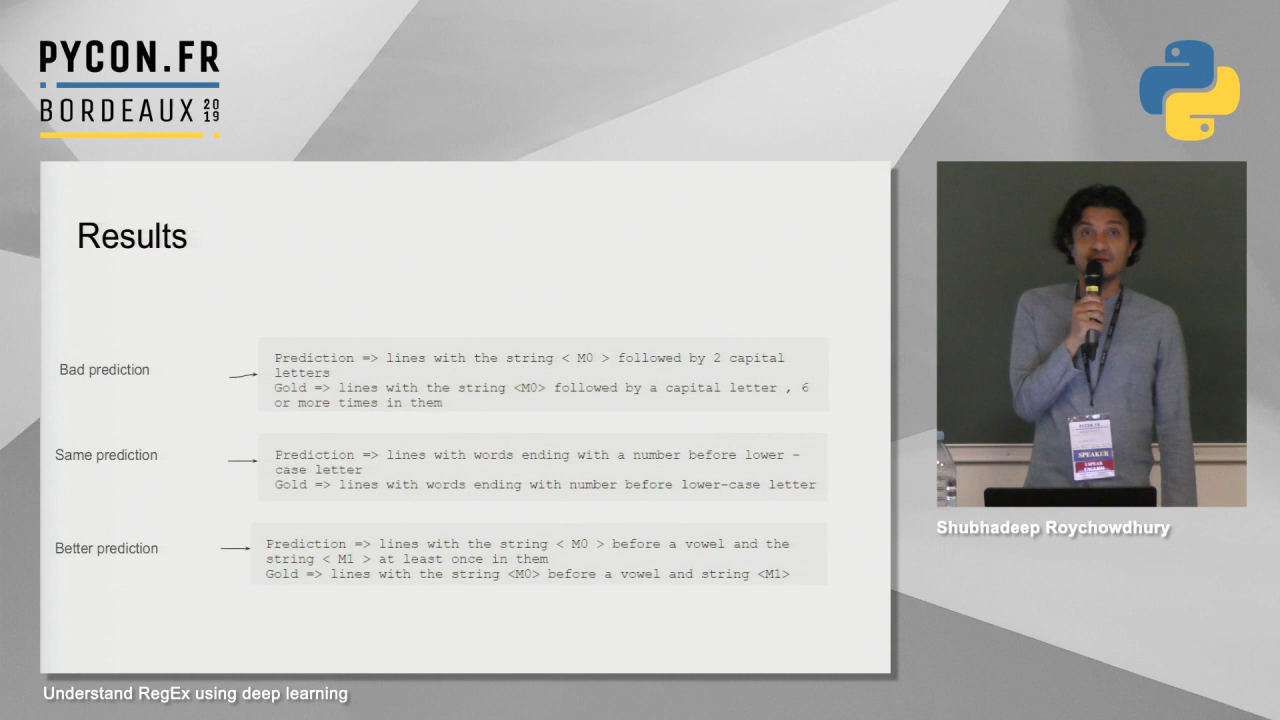 PYCON.FR
BORDEAUX 2019
Results
Bad prediction
Prediction => lines with the string < M0 > followed by 2 capital
letters
Gold => lines with the string <M0> followed by a capital letter , 6
or more times in them
Same prediction
Prediction => lines with words ending with a number before lower -
case letter
Gold => lines with words ending with number before lower-case letter
Better prediction
Prediction => lines with the string < M0 > before a vowel and the
string < M1 > at least once in them
Gold => lines with the string <M0> before a vowel and string <M1>
PYCON.FR
SPEAKER
I SPEAK
ENGLISH
Shubhadeep Roychowdhury
Understand RegEx using deep learning